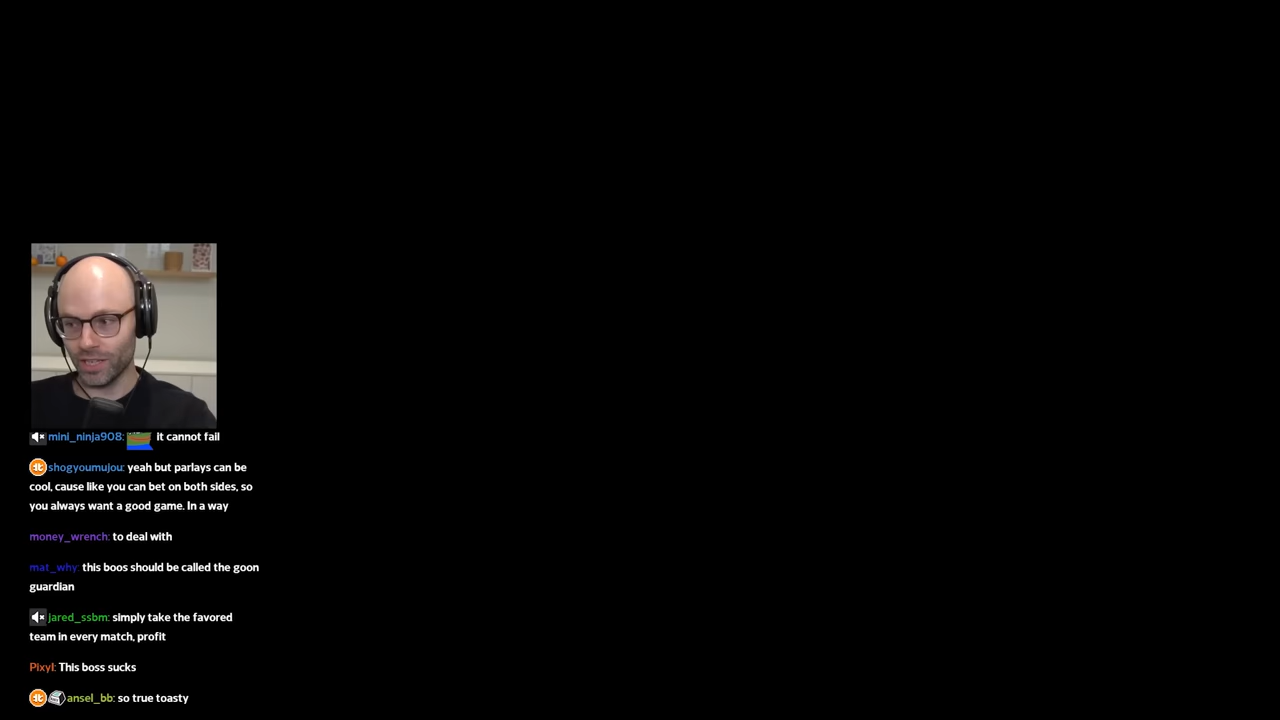 mini_ninja908: it cannot fail
shogyoumujou: yeah but parlays can be
cool, cause like you can bet on both sides, so
you always want a good game. In a way
money_wrench: to deal with
mat_why: this boos should be called the goon
guardian
jared_ssbm: simply take the favored
team in every match, profit
Pixyl: This boss sucks
ansel_bb: so true toasty